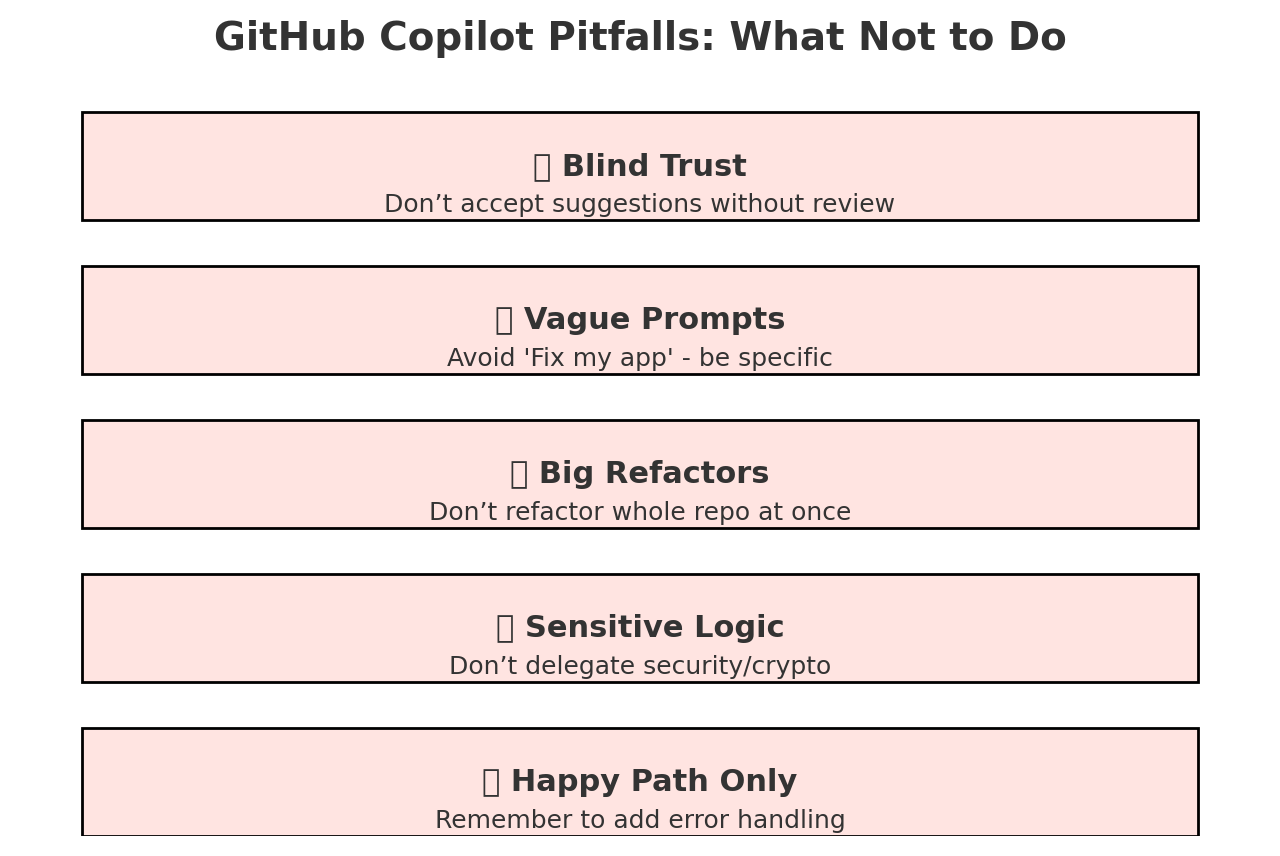 GitHub Copilot Pitfalls: What Not to Do
Blind Trust
Don’t accept suggestions without review
Vague Prompts
Avoid 'Fix my app' - be specific
Big Refactors
Don’t refactor whole repo at once
Sensitive Logic
Don’t delegate security/crypto
Happy Path Only
Remember to add error handling